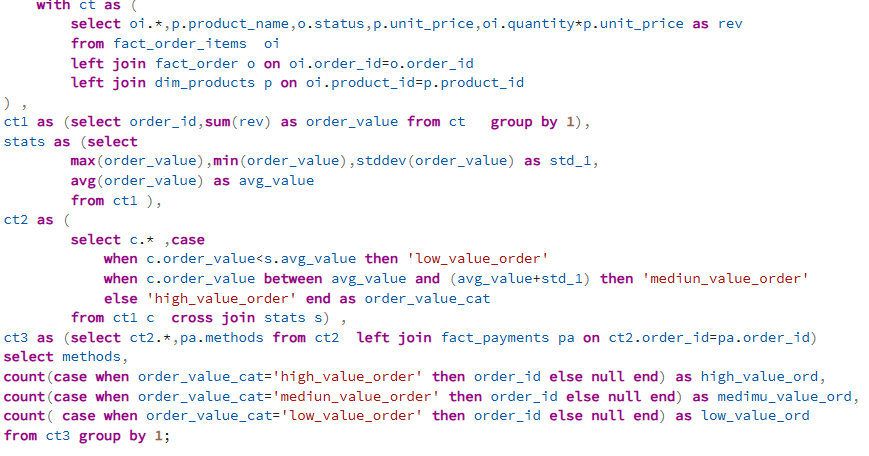 with ct as (
select oi.*,p.product_name,o.status,p.unit_price,oi.quantity*p.unit_price as rev
from fact_order_items  oi
left join fact_order o on oi.order_id=o.order_id
left join dim_products p on oi.product_id=p.product_id
) ,
ct1 as (select order_id,sum(rev) as order_value from ct   group by 1),
stats as (select
max(order_value),min(order_value),stddev(order_value) as std_1,
avg(order_value) as avg_value
from ct1 ),
ct2 as (
select c.* ,case
when c.order_value<s.avg_value then 'low_value_order'
when c.order_value between avg_value and (avg_value+std_1) then 'mediun_value_order'
else 'high_value_order' end as order_value_cat
from ct1 c  cross join stats s) ,
ct3 as (select ct2.*,pa.methods from ct2  left join fact_payments pa on ct2.order_id=pa.order_id)
select methods,
count(case when order_value_cat='high_value_order' then order_id else null end) as high_value_ord,
count(case when order_value_cat='mediun_value_order' then order_id else null end) as medimu_value_ord,
count( case when order_value_cat='low_value_order' then order_id else null end) as low_value_ord
from ct3 group by 1;